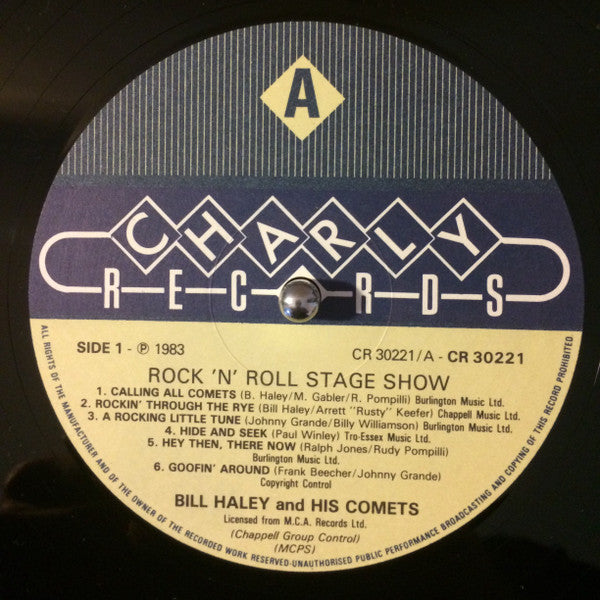 A
CHARLY
RECORDS
SIDE 1 - ℗ 1983
CR 30221/A - CR 30221
ROCK 'N' ROLL STAGE SHOW
1. CALLING ALL COMETS (B. Haley/M. Gabler/R. Pompilli) Burlington Music Ltd.
2. ROCKIN' THROUGH THE RYE (Bill Haley/Arrett "Rusty" Keefer) Chappell Music Ltd.
3. A ROCKING LITTLE TUNE (Johnny Grande/Billy Williamson) Burlington Music Ltd.
4. HIDE AND SEEK (Paul Winley) Tro-Essex Music Ltd.
5. HEY THEN, THERE NOW (Ralph Jones/Rudy Pompilli)
Burlington Music Ltd.
6. GOOFIN' AROUND (Frank Beecher/Johnny Grande)
Copyright Control
BILL HALEY and HIS COMETS
Licensed from M.C.A. Records Ltd.
(Chappell Group Control)
(MCPS)
ALL RIGHTS OF THE MANUFACTURER AND OF THE OWNER OF THE RECORDED WORK RESERVED-UNAUTHORISED PUBLIC PERFORMANCE BROADCASTING AND COPYING OF THIS RECORD PROHIBITED